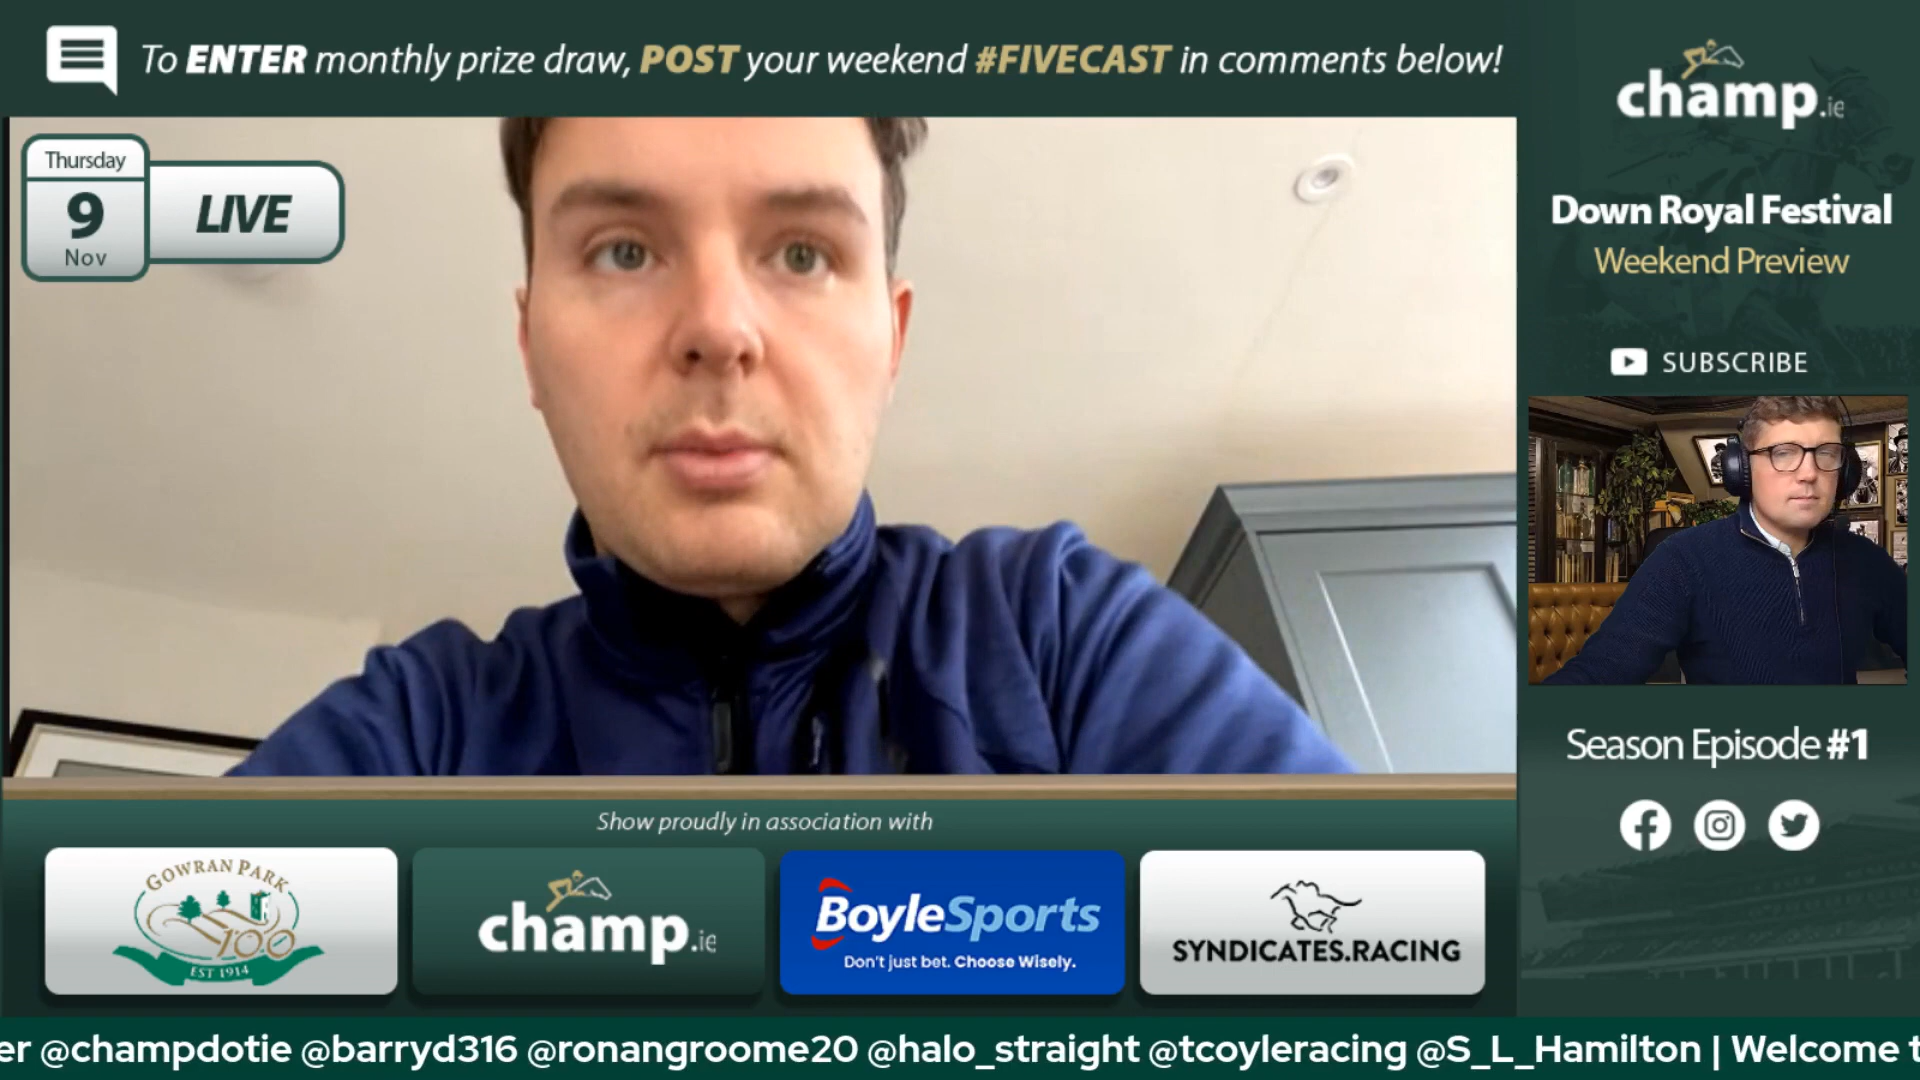 To ENTER monthly prize draw, POST your weekend #FIVECAST in comments below!
champ.ie
Thursday
9
Nov
LIVE
Down Royal Festival
Weekend Preview
SUBSCRIBE
Season Episode #1
Show proudly in association with
GOWRAN PARK
100
EST 1914
champ.ie
BoyleSports
Don't just bet. Choose Wisely.
SYNDICATES.RACING
er @champdotie @barryd316 @ronangroome20 @halo_straight @tcoyleracing @S_L_Hamilton | Welcome t